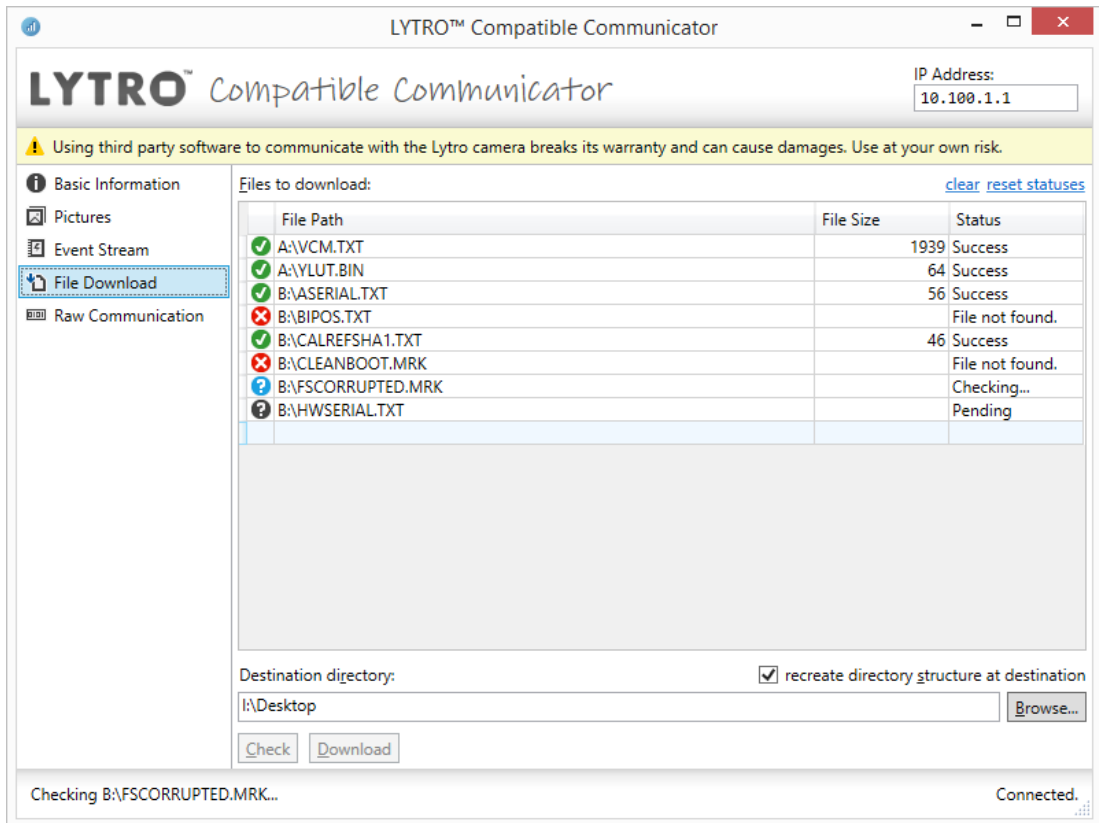 LYTRO™ Compatible Communicator
LYTRO™ Compatible Communicator
IP Address:
10.100.1.1
Using third party software to communicate with the Lytro camera breaks its warranty and can cause damages. Use at your own risk.
Basic Information
Pictures
Event Stream
File Download
Raw Communication
Files to download: clear reset statuses
File Path File Size Status
A:\VCM.TXT 1939 Success
A:\YLUT.BIN 64 Success
B:\ASERIAL.TXT 56 Success
B:\BIPOS.TXT File not found.
B:\CALREFSHA1.TXT 46 Success
B:\CLEANBOOT.MRK File not found.
B:\FSCORRUPTED.MRK Checking...
B:\HWSERIAL.TXT Pending
Destination directory: recreate directory structure at destination
I:\Desktop Browse...
Check Download
Checking B:\FSCORRUPTED.MRK... Connected.